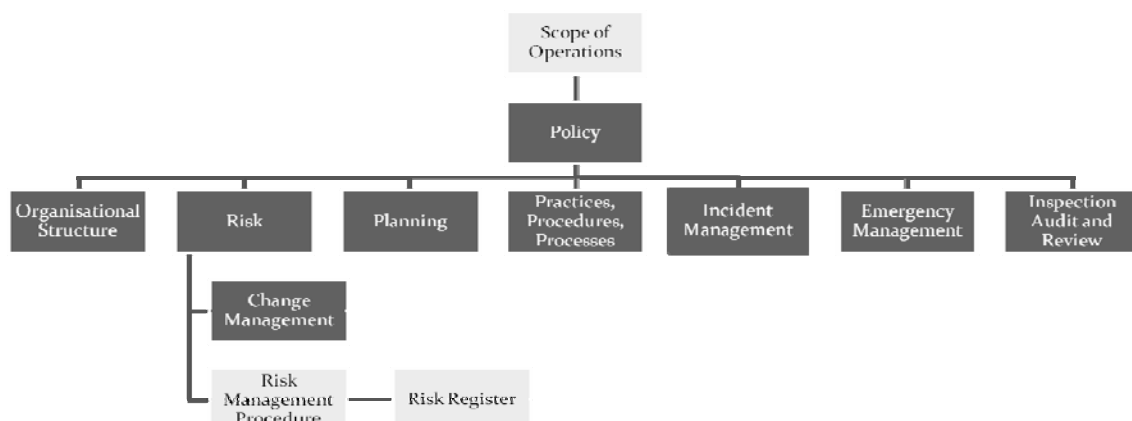 Scope of
Operations
Policy
Organisational
Structure
Risk
Planning
Practices,
Procedures,
Processes
Incident
Management
Emergency
Management
Inspection
Audit and
Review
Change
Management
Risk
Management
Procedure
Risk Register